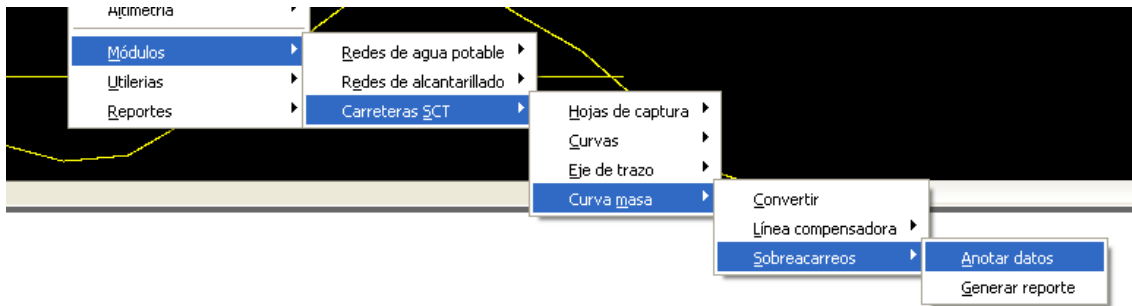 Altimetría
Módulos
Utilerias
Reportes
Redes de agua potable
Redes de alcantarillado
Carreteras SCT
Hojas de captura
Curvas
Eje de trazo
Curva masa
Convertir
Línea compensadora
Sobreacarreos
Anotar datos
Generar reporte